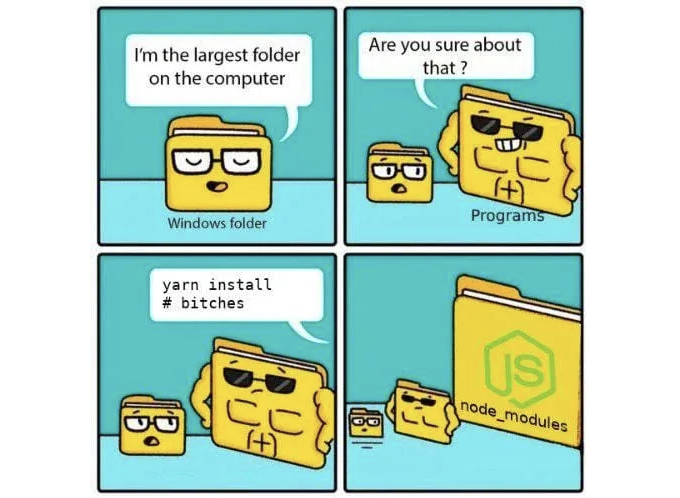 I'm the largest folder
on the computer
Windows folder
Are you sure about
that ?
Programs
yarn install
# bitches
JS
node_modules